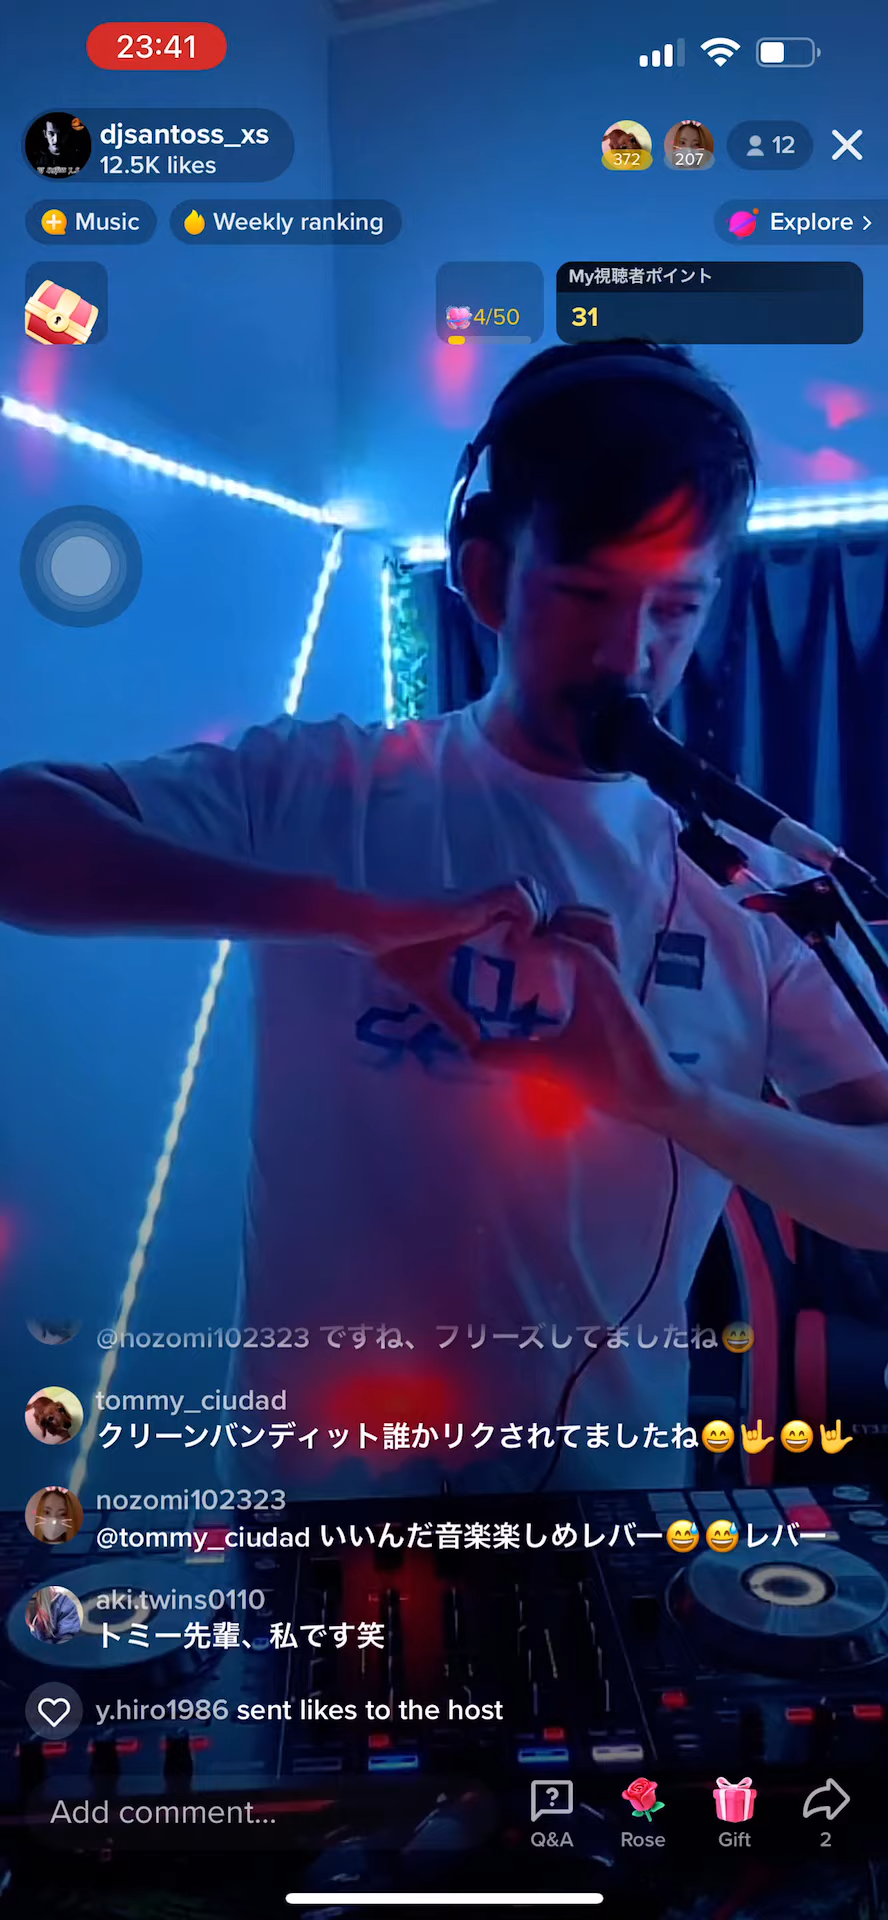 23:41
djsantoss_xs
12.5K likes
372
207
12
Music
Weekly ranking
Explore >
4/50
My視聴者ポイント
31
@nozomi102323 ですね、フリーズしてましたね😄
tommy_ciudad
クリーンバンディット誰かリクされてましたね😄🤟😄🤟
nozomi102323
@tommy_ciudad いいんだ音楽楽しめレバー😅😅レバー
aki.twins0110
トミー先輩、私です笑
y.hiro1986 sent likes to the host
Add comment...
Q&A
Rose
Gift
2